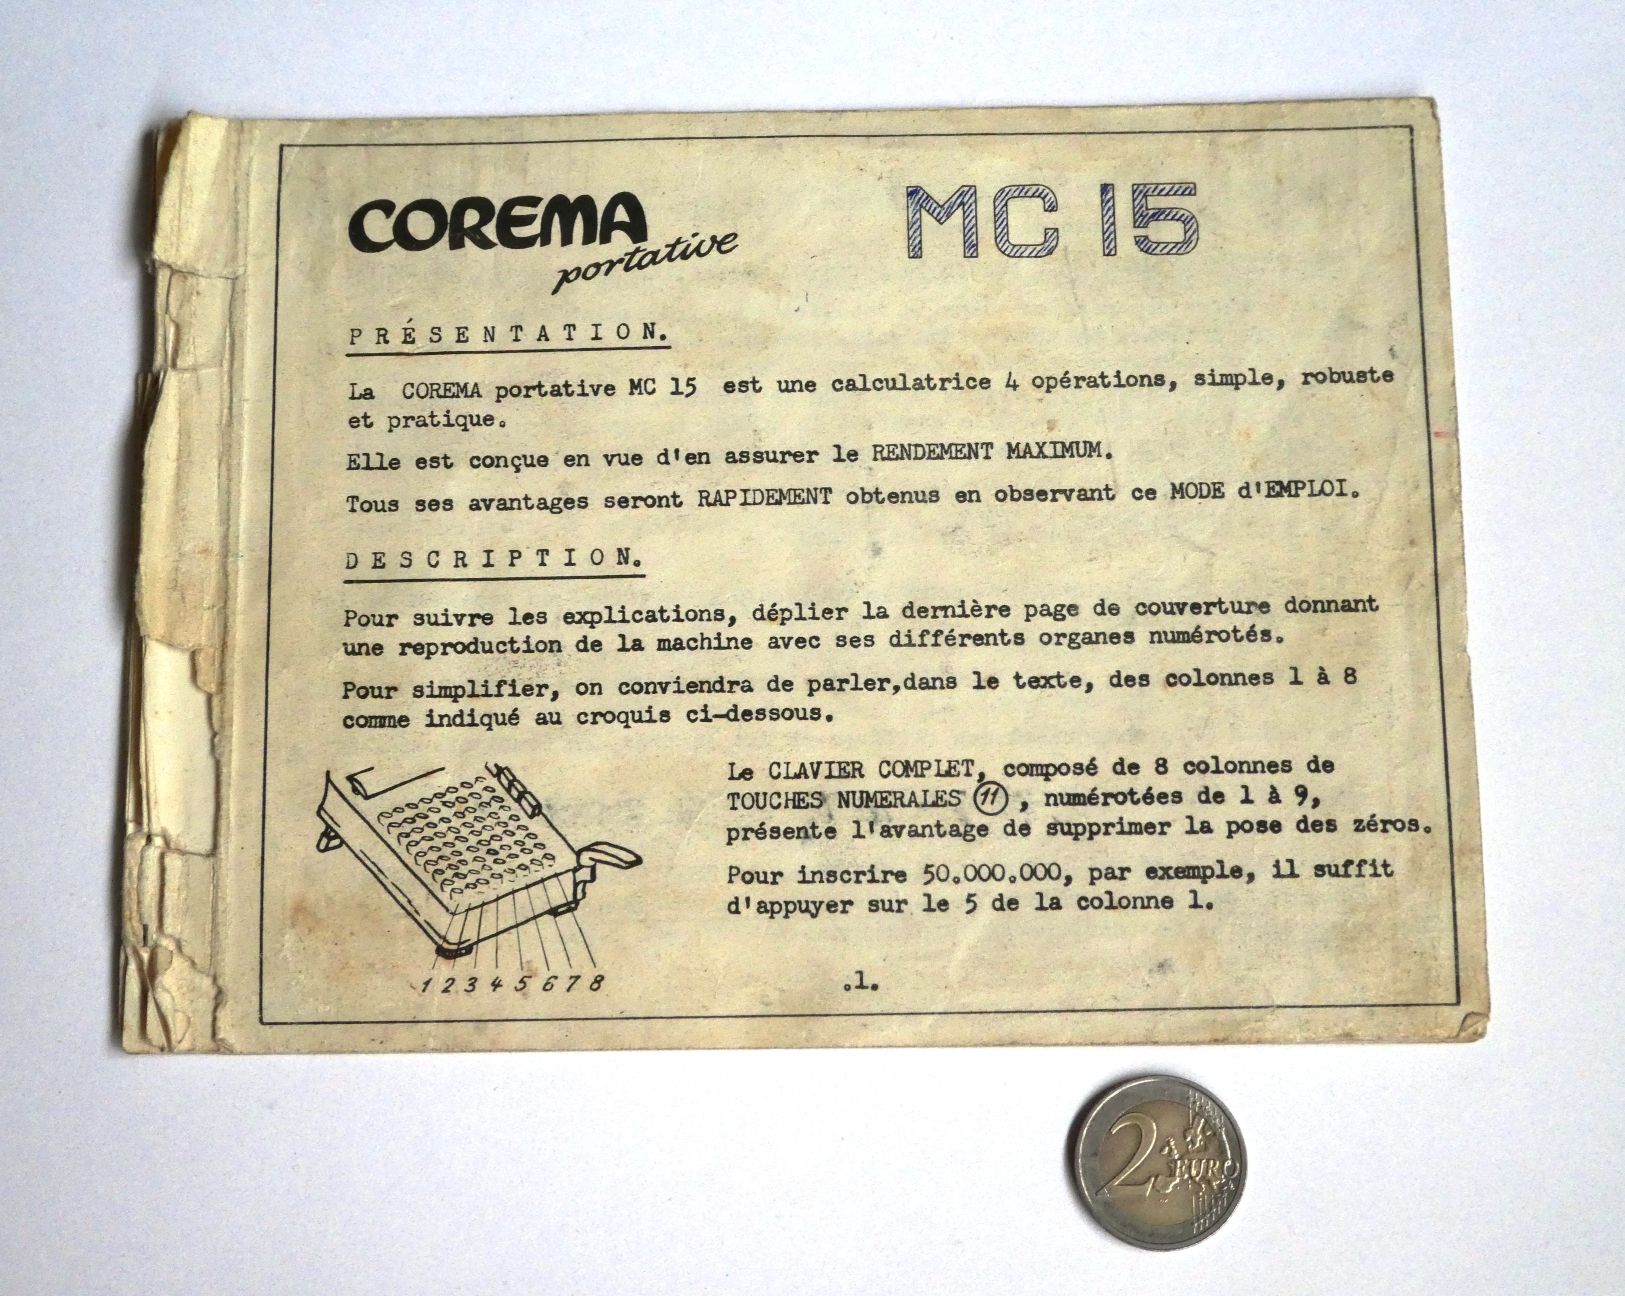 COREMA
portative
MC 15
PRÉSENTATION.
La COREMA portative MC 15 est une calculatrice 4 opérations, simple, robuste
et pratique.
Elle est conçue en vue d'en assurer le RENDEMENT MAXIMUM.
Tous ses avantages seront RAPIDEMENT obtenus en observant ce MODE d'EMPLOI.
DESCRIPTION.
Pour suivre les explications, déplier la dernière page de couverture donnant
une reproduction de la machine avec ses différents organes numérotés.
Pour simplifier, on conviendra de parler,dans le texte, des colonnes 1 à 8
comme indiqué au croquis ci-dessous.
Le CLAVIER COMPLET, composé de 8 colonnes de
TOUCHES NUMERALES 11 , numérotées de 1 à 9,
présente l'avantage de supprimer la pose des zéros.
Pour inscrire 50.000.000, par exemple, il suffit
d'appuyer sur le 5 de la colonne 1.
1 2 3 4 5 6 7 8
.1.
2 EURO